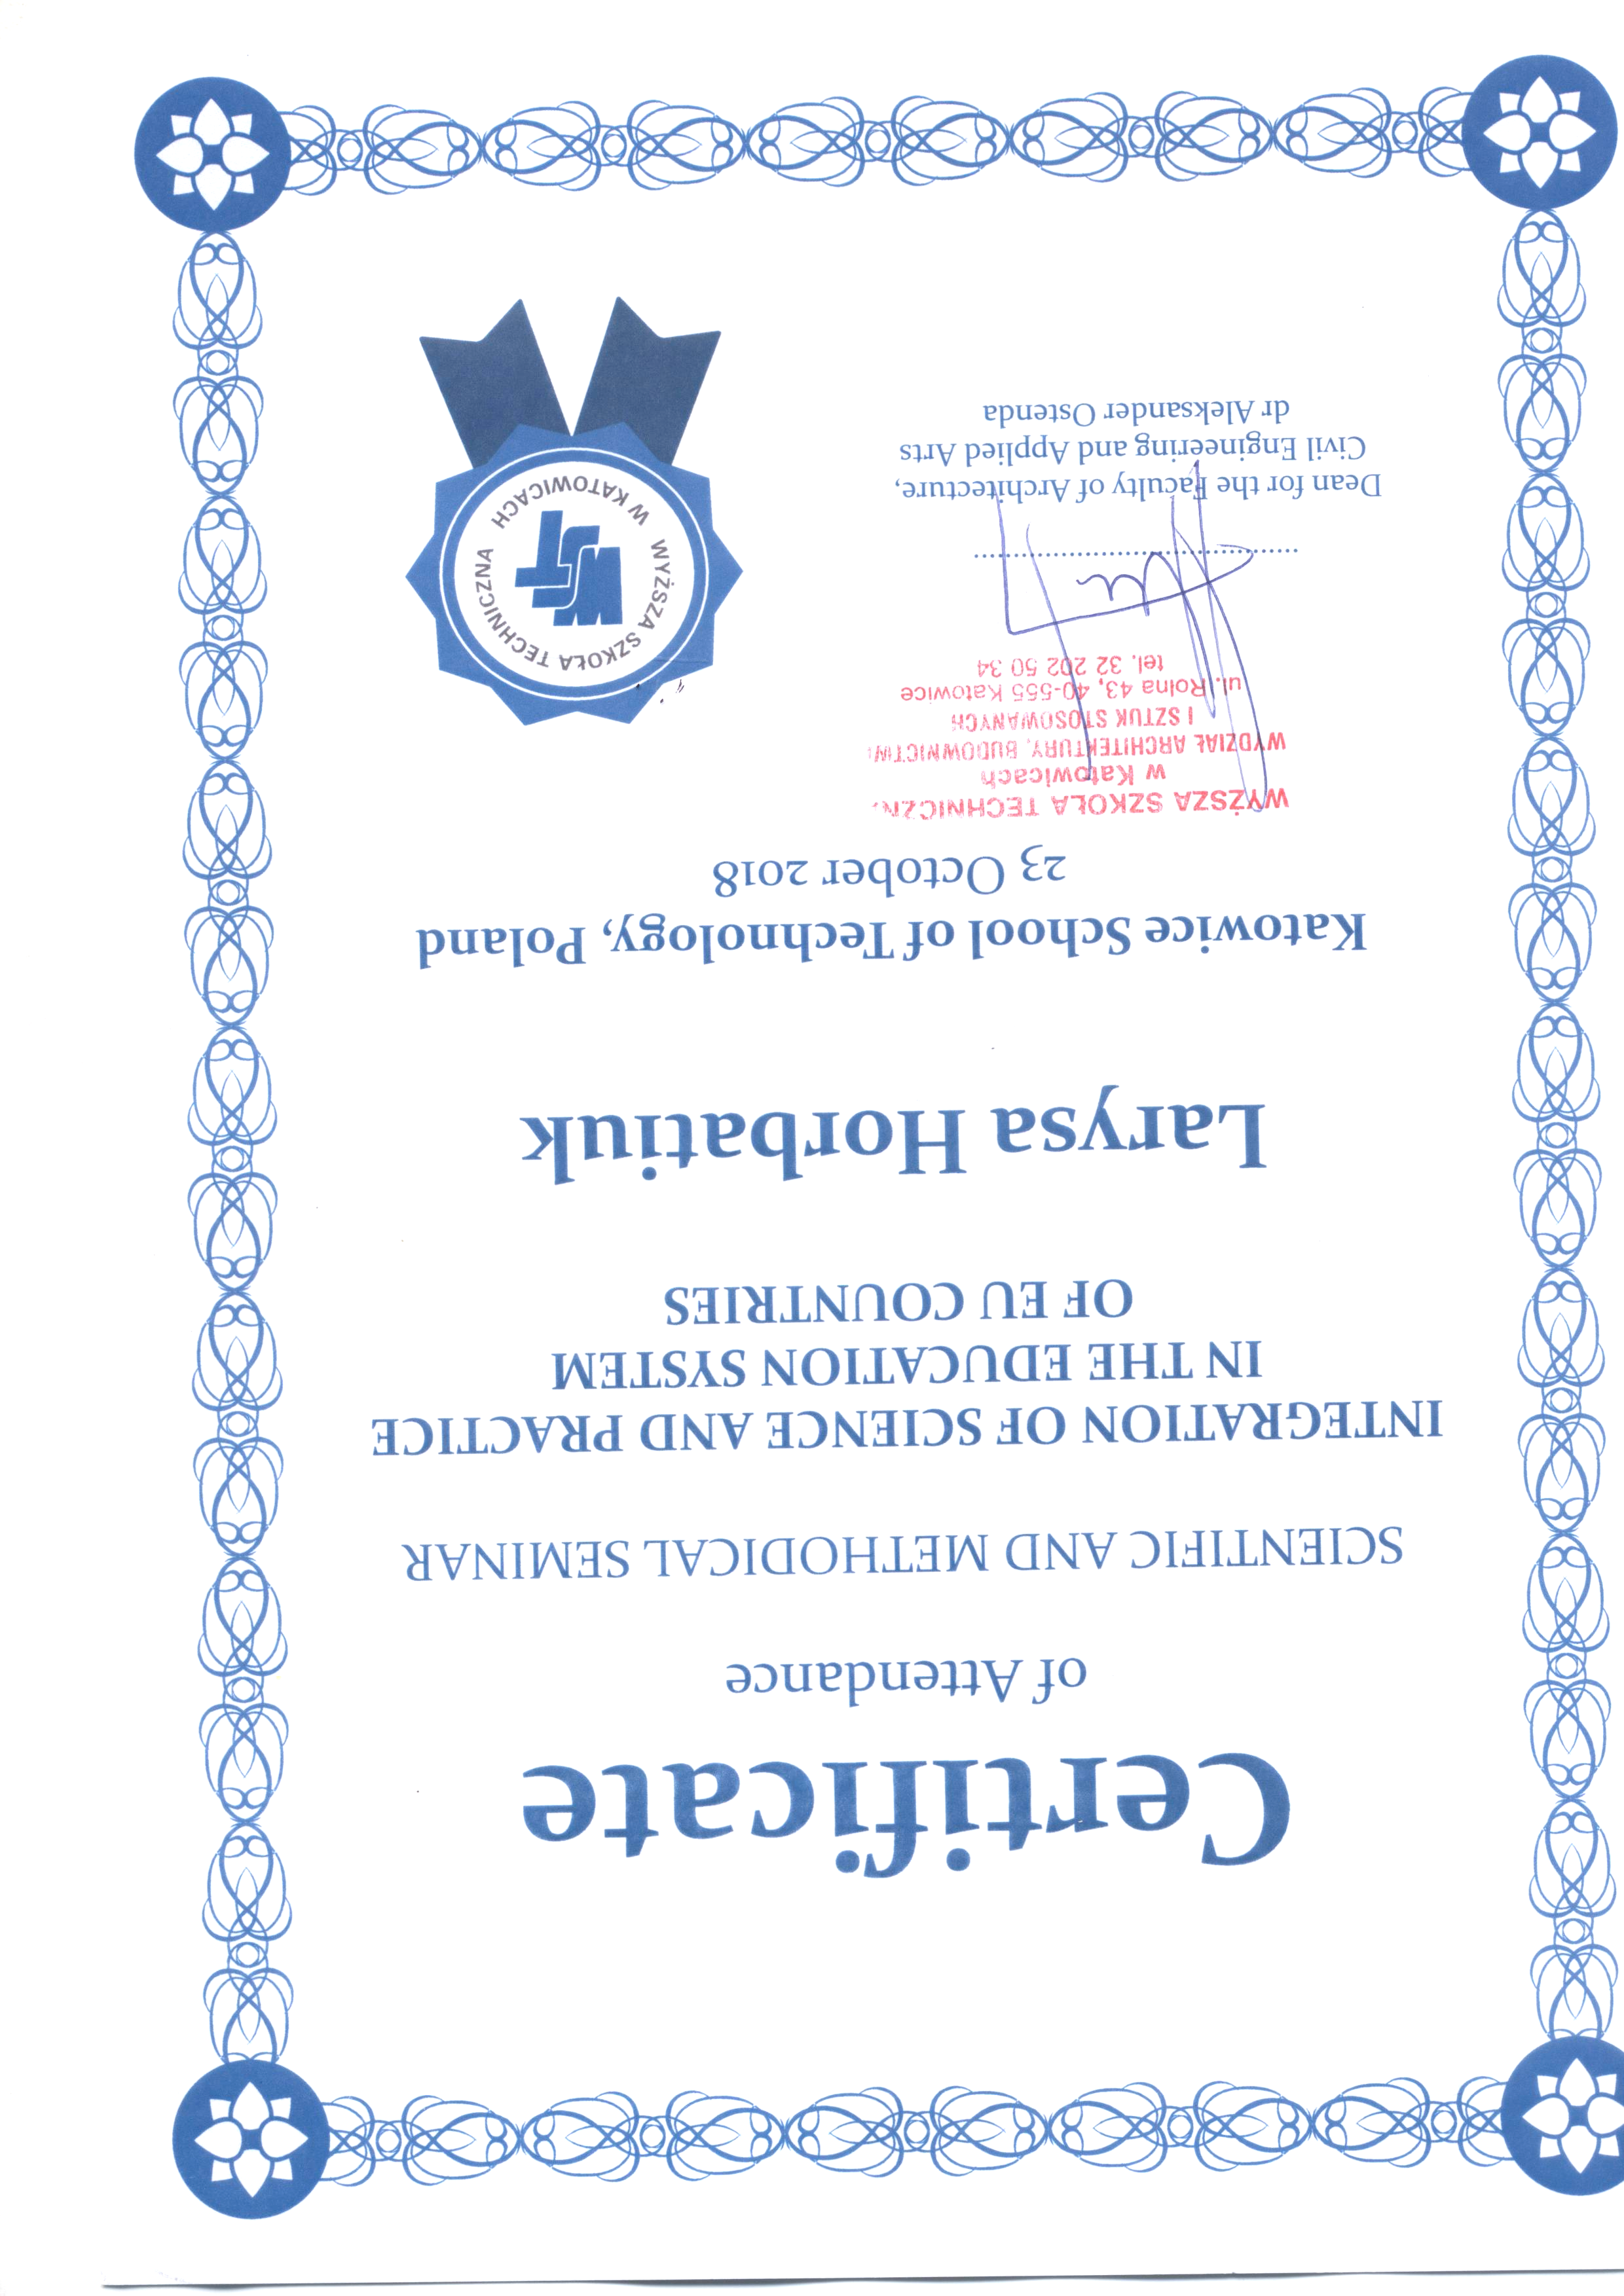 Certificate
of Attendance
SCIENTIFIC AND METHODICAL SEMINAR
INTEGRATION OF SCIENCE AND PRACTICE
IN THE EDUCATION SYSTEM
OF EU COUNTRIES
Larysa Horbatiuk
Katowice School of Technology, Poland
23 October 2018
WYŻSZA SZKOŁA TECHNICZN
w Katowicach
WYDZIAŁ ARCHITEKTURY, BUDOWNICTW
I SZTUK STOSOWANYCH
ul. Rolna 43, 40-555 Katowice
tel. 32 202 50 34
Dean for the Faculty of Architecture,
Civil Engineering and Applied Arts
dr Aleksander Ostenda
WYŻSZA SZKOŁA TECHNICZNA
W KATOWICACH
WST